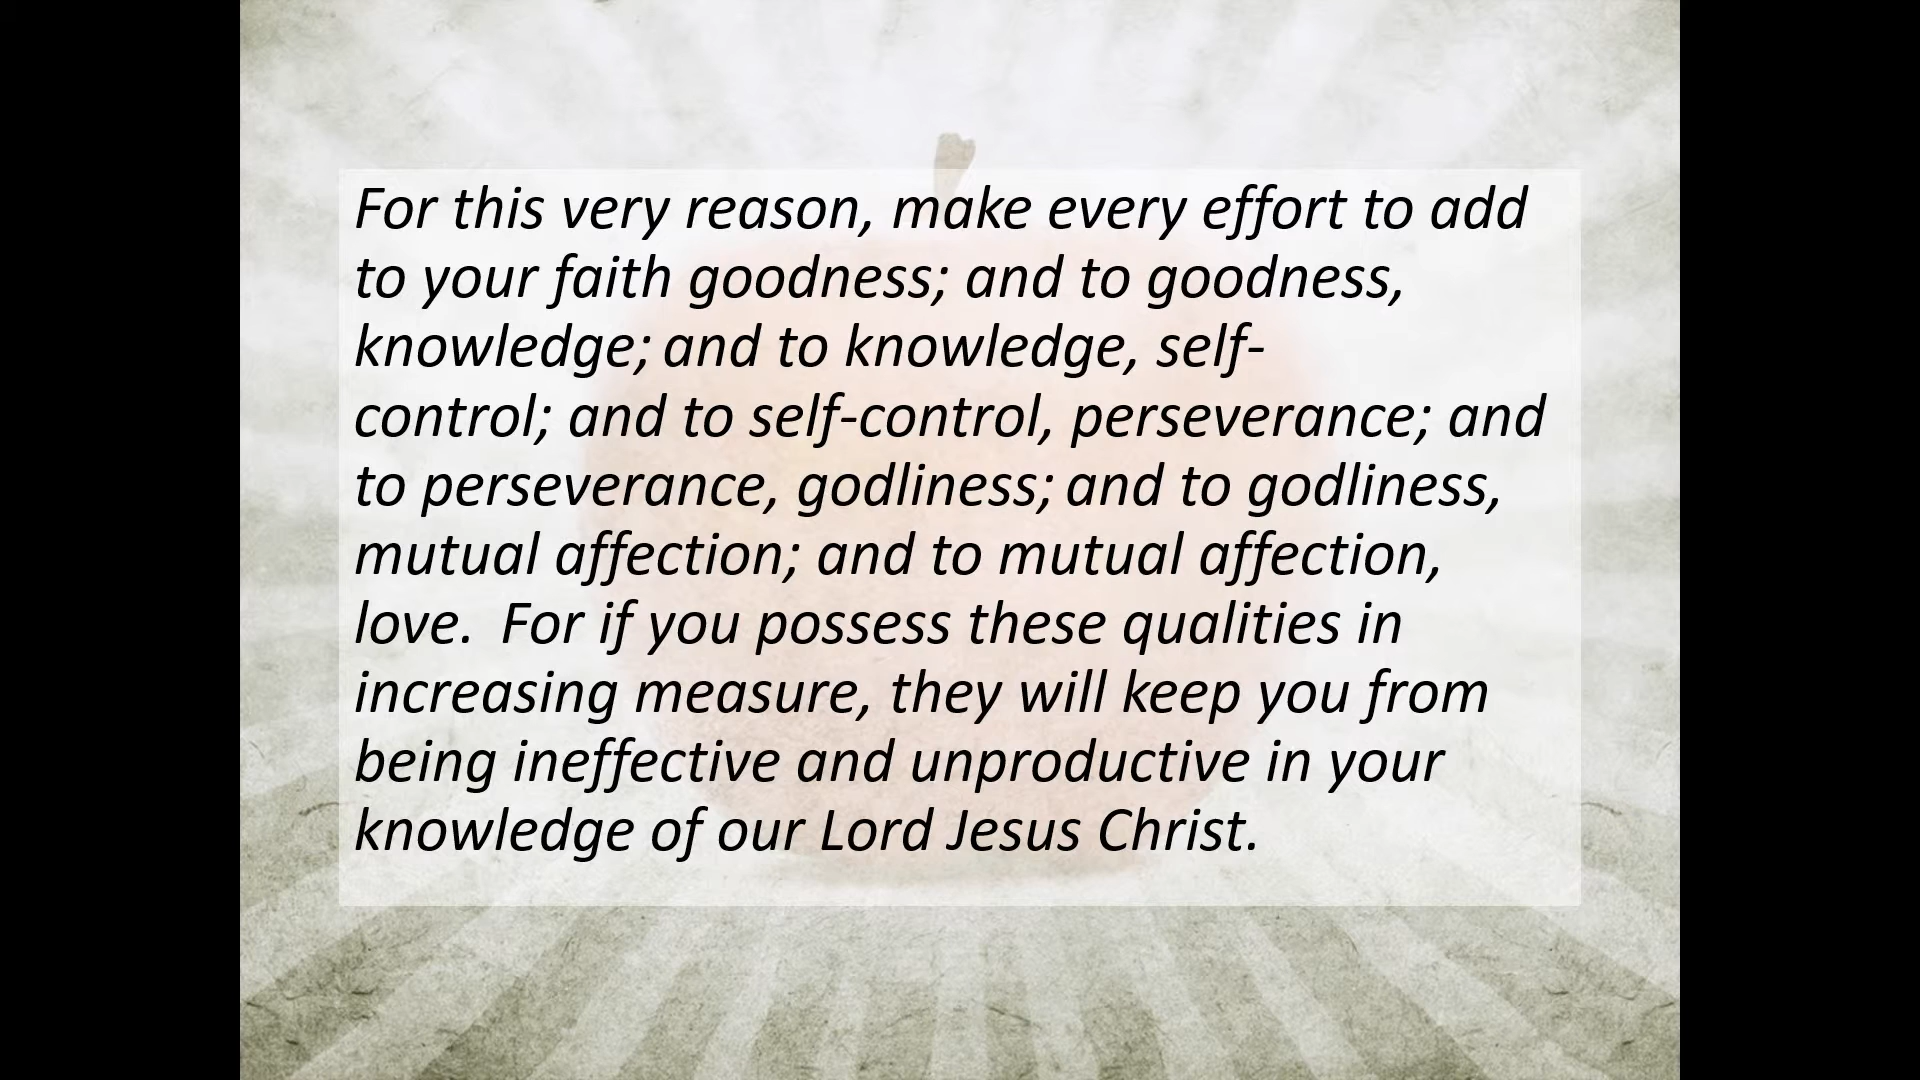 For this very reason, make every effort to add
to your faith goodness; and to goodness,
knowledge; and to knowledge, self-
control; and to self-control, perseverance; and
to perseverance, godliness; and to godliness,
mutual affection; and to mutual affection,
love.  For if you possess these qualities in
increasing measure, they will keep you from
being ineffective and unproductive in your
knowledge of our Lord Jesus Christ.